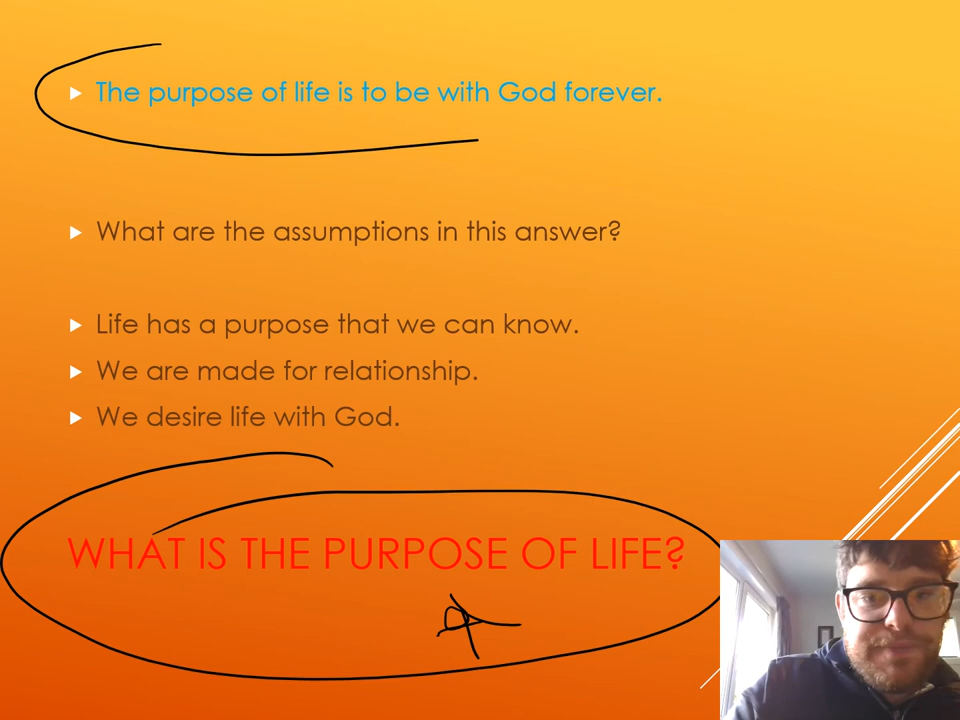 The purpose of life is to be with God forever.
What are the assumptions in this answer?
Life has a purpose that we can know.
We are made for relationship.
We desire life with God.
WHAT IS THE PURPOSE OF LIFE?